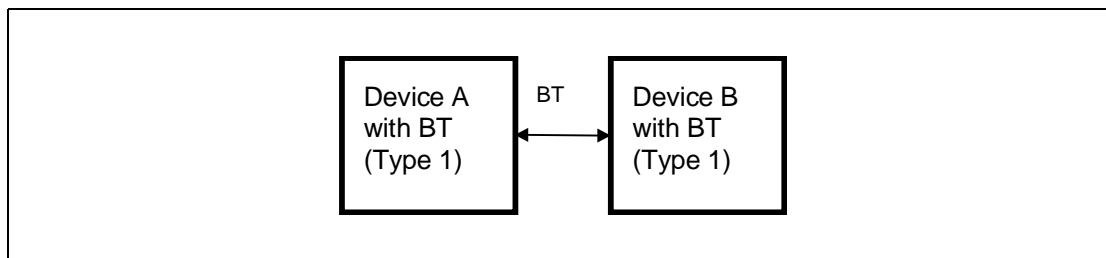 Device A
with BT
(Type 1)
BT
Device B
with BT
(Type 1)